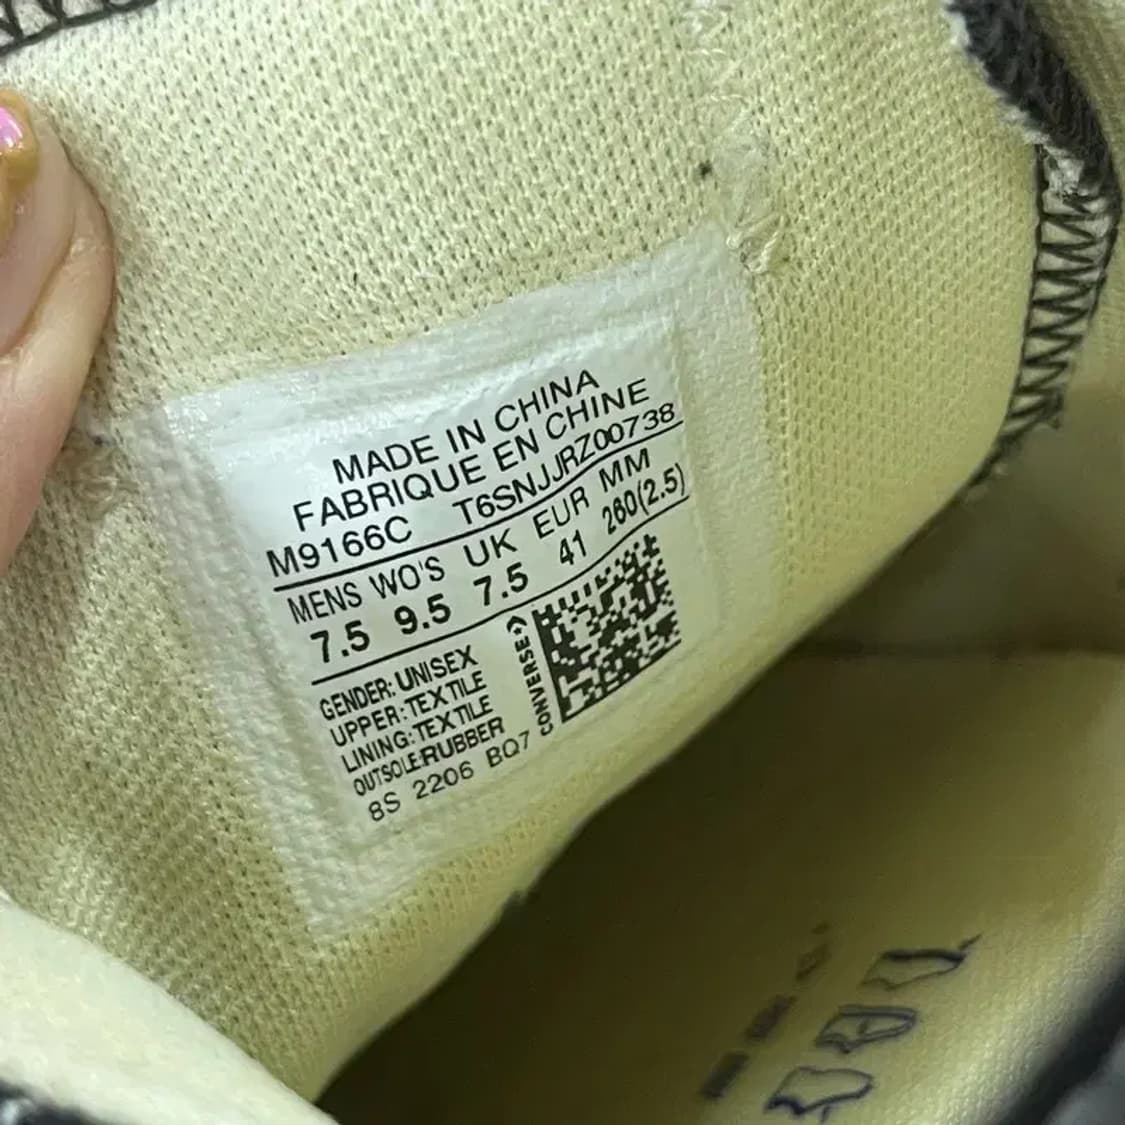 MADE IN CHINA
FABRIQUE EN CHINE
M9166C T6SNJJRZ00738
MENS WO'S UK EUR MM
7.5 9.5 7.5 41 260(2.5)
GENDER: UNISEX
UPPER: TEXTILE
LINING: TEXTILE
OUTSOLE:RUBBER
8S 2206 BQ7
CONVERSE